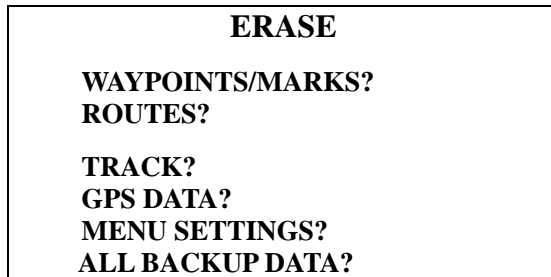 ERASE
WAYPOINTS/MARKS?
ROUTES?
TRACK?
GPS DATA?
MENU SETTINGS?
ALL BACKUP DATA?